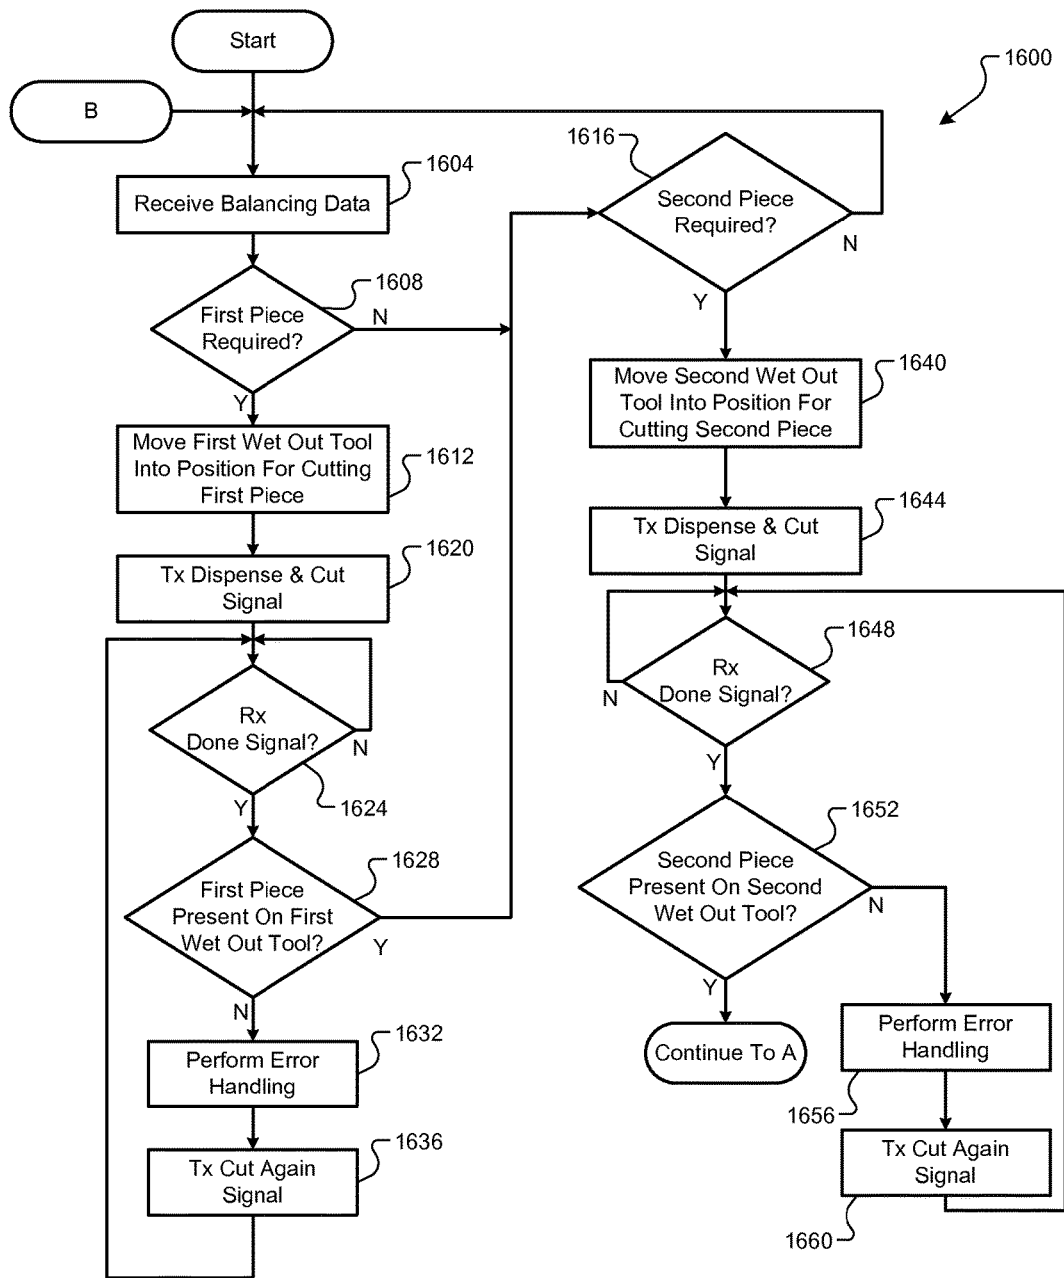 Start
B
1600
1604
Receive Balancing Data
1608
First Piece
Required?
N
Y
Move First Wet Out Tool
Into Position For Cutting
First Piece
1612
1620
Tx Dispense & Cut
Signal
Rx
Done Signal?
N
Y
1624
1628
First Piece
Present On First
Wet Out Tool?
Y
N
1632
Perform Error
Handling
1636
Tx Cut Again
Signal
1616
Second Piece
Required?
N
Y
1640
Move Second Wet Out
Tool Into Position For
Cutting Second Piece
1644
Tx Dispense & Cut
Signal
1648
Rx
Done Signal?
N
Y
1652
Second Piece
Present On Second
Wet Out Tool?
N
Y
Continue To A
Perform Error
Handling
1656
Tx Cut Again
Signal
1660